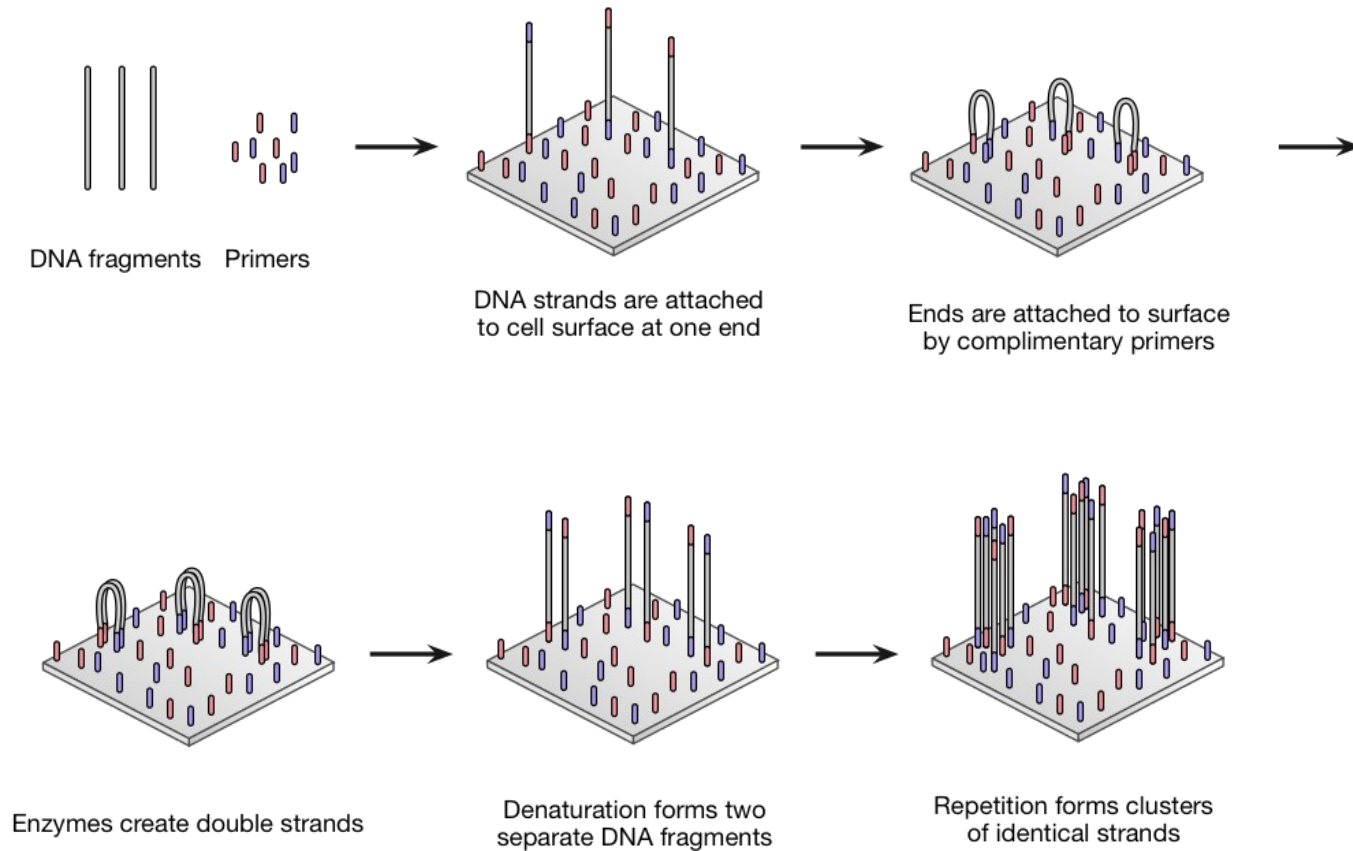 DNA fragments
Primers
DNA strands are attached
to cell surface at one end
Ends are attached to surface
by complimentary primers
Enzymes create double strands
Denaturation forms two
separate DNA fragments
Repetition forms clusters
of identical strands